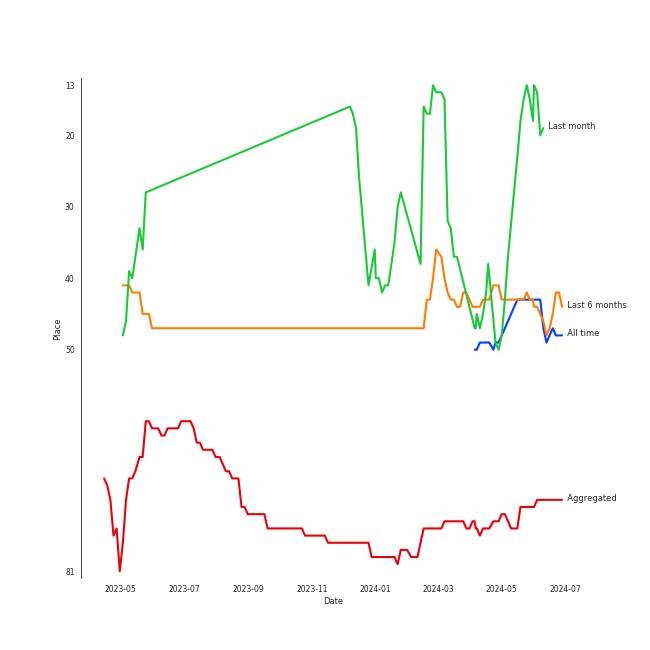 13
20
30
40
50
81
Place
Last month
Last 6 months
All time
Aggregated
2023-05 2023-07 2023-09 2023-11 2024-01 2024-03 2024-05 2024-07
Date